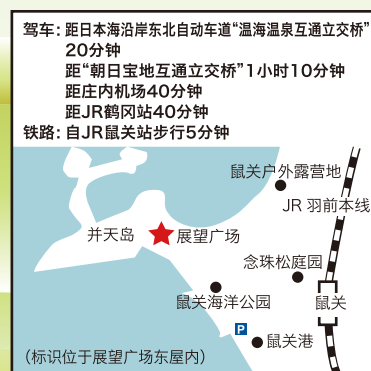 驾车：距日本海沿岸东北自动车道“温海温泉互通立交桥”
20分钟
距“朝日宝地互通立交桥”1小时10分钟
距庄内机场40分钟
距JR鹤冈站40分钟
铁路：自JR鼠关站步行5分钟
鼠关户外露营地
JR 羽前本线
并天岛
展望广场
念珠松庭园
鼠关海洋公园
鼠关
P
鼠关港
（标识位于展望广场东屋内）